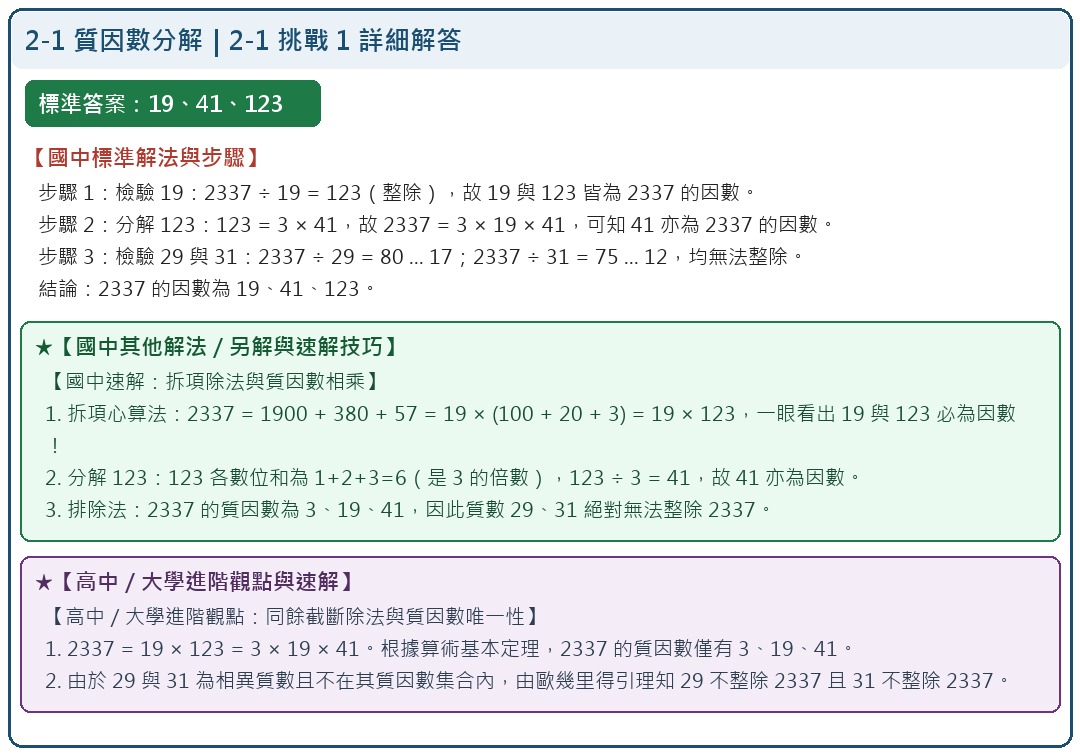 2-1 質因數分解 | 2-1 挑戰 1 詳細解答
標準答案：19、41、123
【國中標準解法與步驟】
步驟 1：檢驗 19：2337 ÷ 19 = 123（整除），故 19 與 123 皆為 2337 的因數。
步驟 2：分解 123：123 = 3 × 41，故 2337 = 3 × 19 × 41，可知 41 亦為 2337 的因數。
步驟 3：檢驗 29 與 31：2337 ÷ 29 = 80 ... 17；2337 ÷ 31 = 75 ... 12，均無法整除。
結論：2337 的因數為 19、41、123。
★【國中其他解法 / 另解與速解技巧】
【國中速解：拆項除法與質因數相乘】
1. 拆項心算法：2337 = 1900 + 380 + 57 = 19 × (100 + 20 + 3) = 19 × 123，一眼看出 19 與 123 必為因數
！
2. 分解 123：123 各數位和為 1+2+3=6（是 3 的倍數），123 ÷ 3 = 41，故 41 亦為因數。
3. 排除法：2337 的質因數為 3、19、41，因此質數 29、31 絕對無法整除 2337。
★【高中 / 大學進階觀點與速解】
【高中 / 大學進階觀點：同餘截斷除法與質因數唯一性】
1. 2337 = 19 × 123 = 3 × 19 × 41。根據算術基本定理，2337 的質因數僅有 3、19、41。
2. 由於 29 與 31 為相異質數且不在其質因數集合內，由歐幾里得引理知 29 不整除 2337 且 31 不整除 2337。